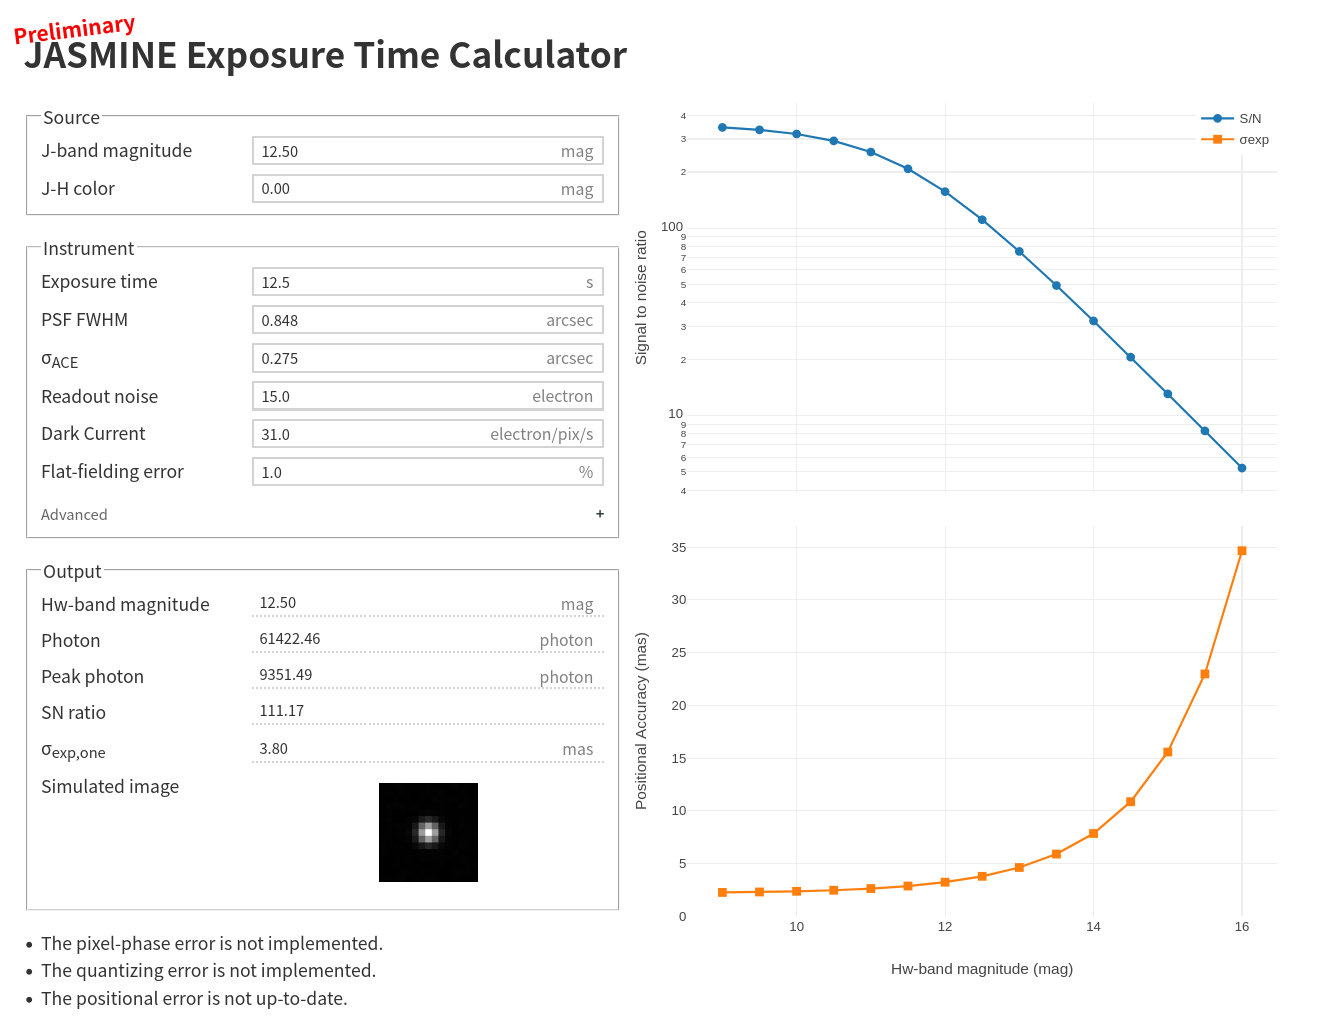 Preliminary
JASMINE Exposure Time Calculator
Source
J-band magnitude 12.50 mag
J-H color 0.00 mag
Instrument
Exposure time 12.5 s
PSF FWHM 0.848 arcsec
σACE 0.275 arcsec
Readout noise 15.0 electron
Dark Current 31.0 electron/pix/s
Flat-fielding error 1.0 %
Advanced +
Output
Hw-band magnitude 12.50 mag
Photon 61422.46 photon
Peak photon 9351.49 photon
SN ratio 111.17
σexp,one 3.80 mas
Simulated image
• The pixel-phase error is not implemented.
• The quantizing error is not implemented.
• The positional error is not up-to-date.
S/N
σexp
Signal to noise ratio
4
3
2
100
9
8
7
6
5
4
3
2
10
9
8
7
6
5
4
Positional Accuracy (mas)
35
30
25
20
15
10
5
0
10 12 14 16
Hw-band magnitude (mag)